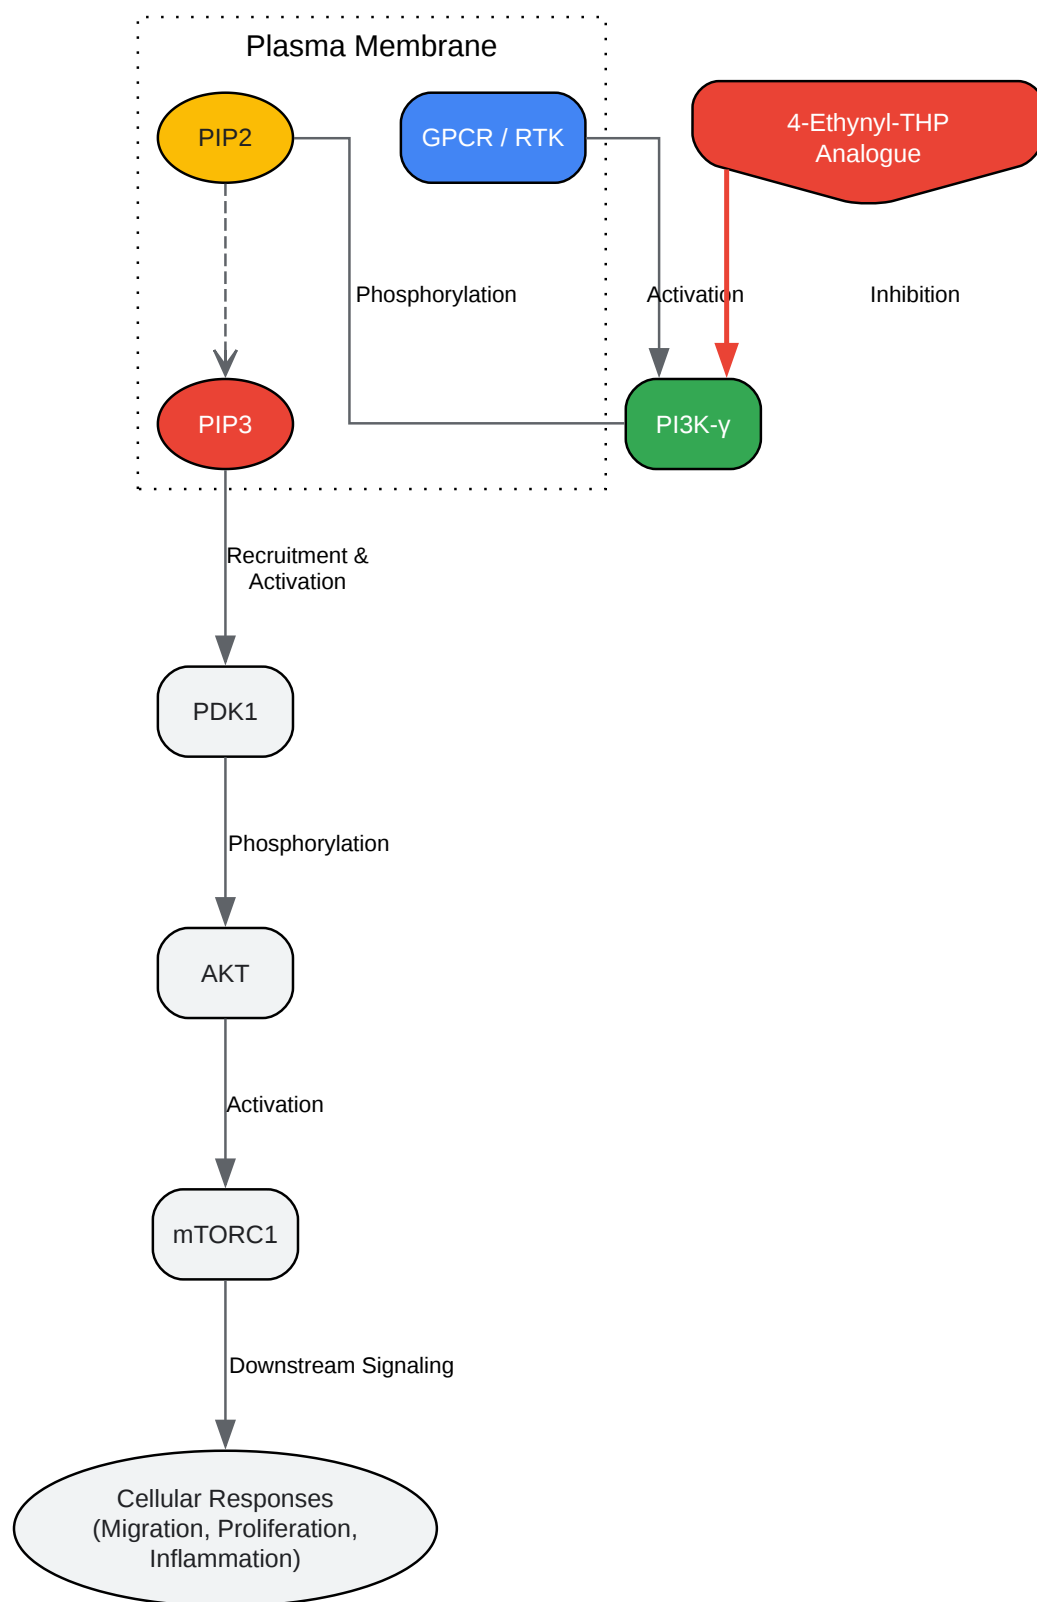 Plasma Membrane
PIP2
GPCR / RTK
4-Ethynyl-THP
Analogue
Phosphorylation
Activation
Inhibition
PIP3
PI3K-γ
Recruitment &
Activation
PDK1
Phosphorylation
AKT
Activation
mTORC1
Downstream Signaling
Cellular Responses
(Migration, Proliferation,
Inflammation)